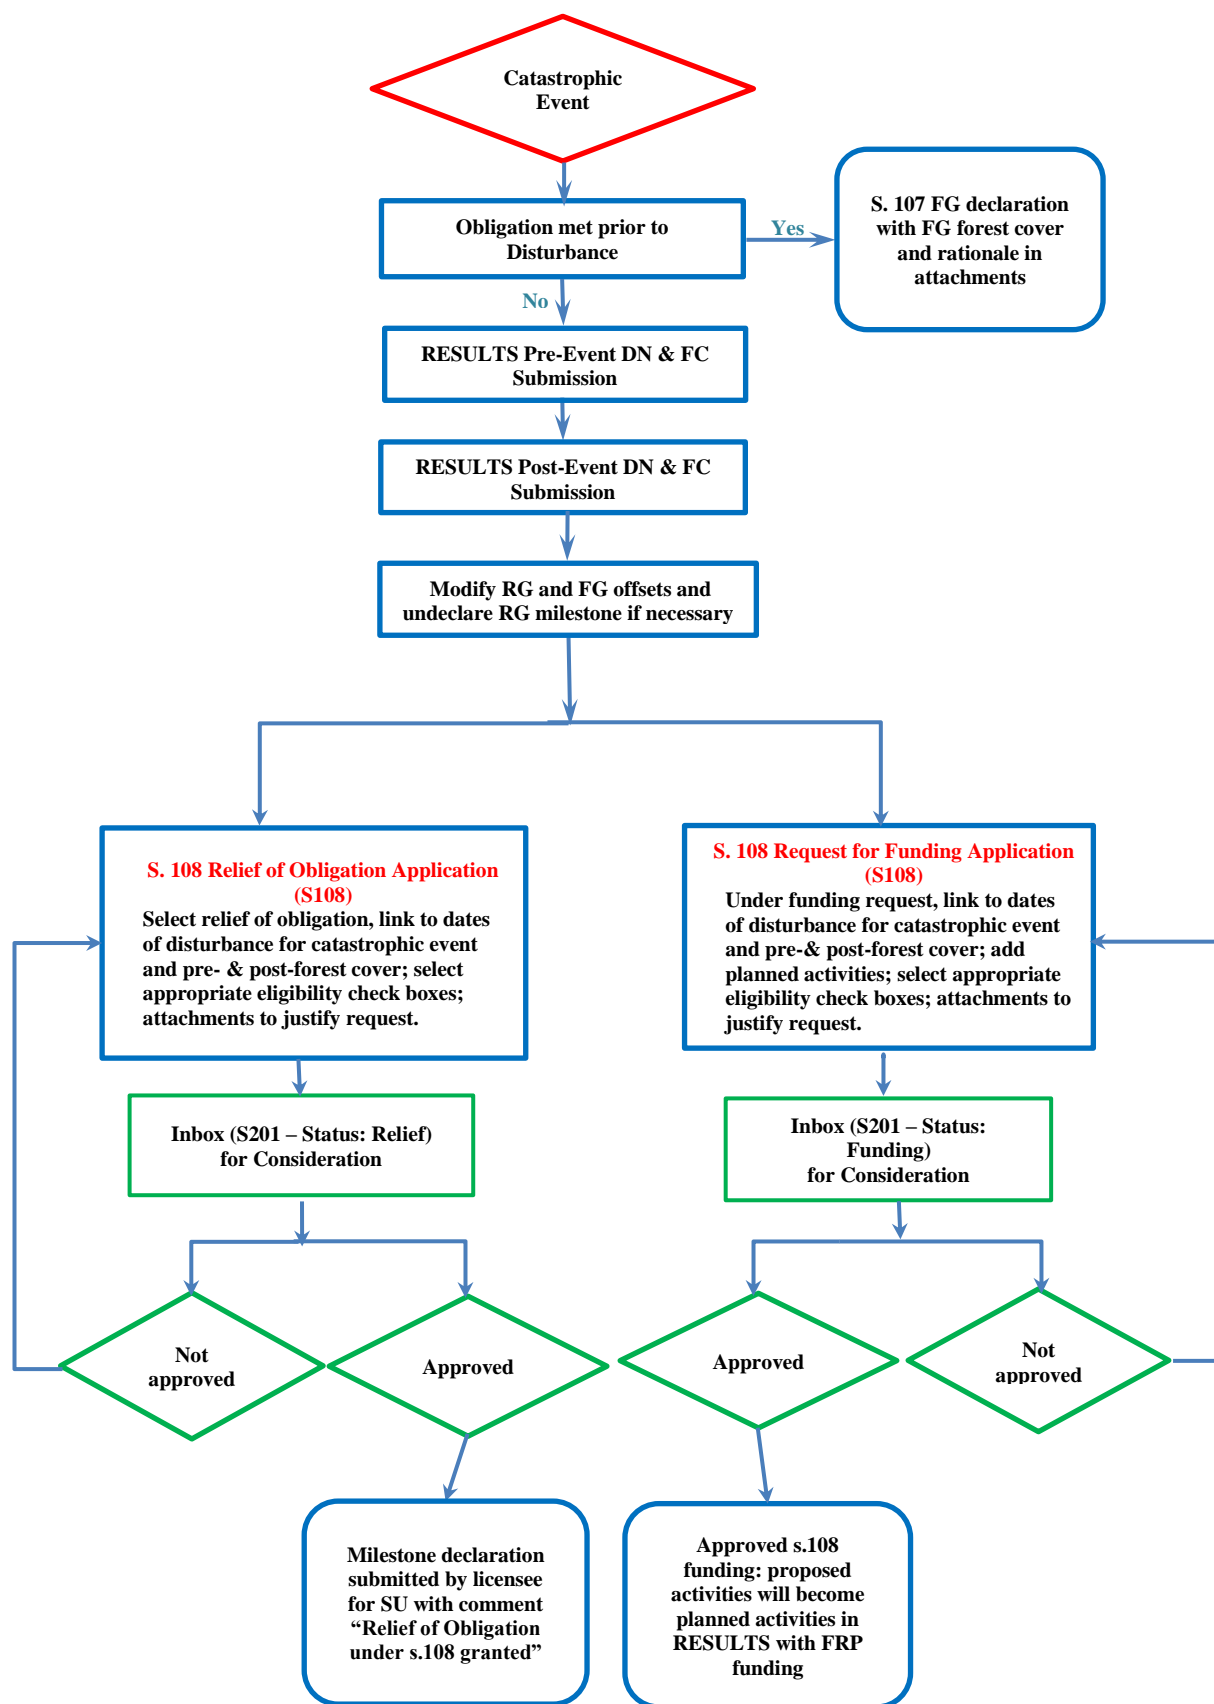 Catastrophic
Event
Obligation met prior to
Disturbance
Yes
S. 107 FG declaration
with FG forest cover
and rationale in
attachments
No
RESULTS Pre-Event DN & FC
Submission
RESULTS Post-Event DN & FC
Submission
Modify RG and FG offsets and
undeclare RG milestone if necessary
S. 108 Relief of Obligation Application
(S108)
Select relief of obligation, link to dates
of disturbance for catastrophic event
and pre- & post-forest cover; select
appropriate eligibility check boxes;
attachments to justify request.
S. 108 Request for Funding Application
(S108)
Under funding request, link to dates
of disturbance for catastrophic event
and pre-& post-forest cover; add
planned activities; select appropriate
eligibility check boxes; attachments to
justify request.
Inbox (S201 – Status: Relief)
for Consideration
Inbox (S201 – Status:
Funding)
for Consideration
Not
approved
Approved
Approved
Not
approved
Milestone declaration
submitted by licensee
for SU with comment
“Relief of Obligation
under s.108 granted”
Approved s.108
funding: proposed
activities will become
planned activities in
RESULTS with FRP
funding